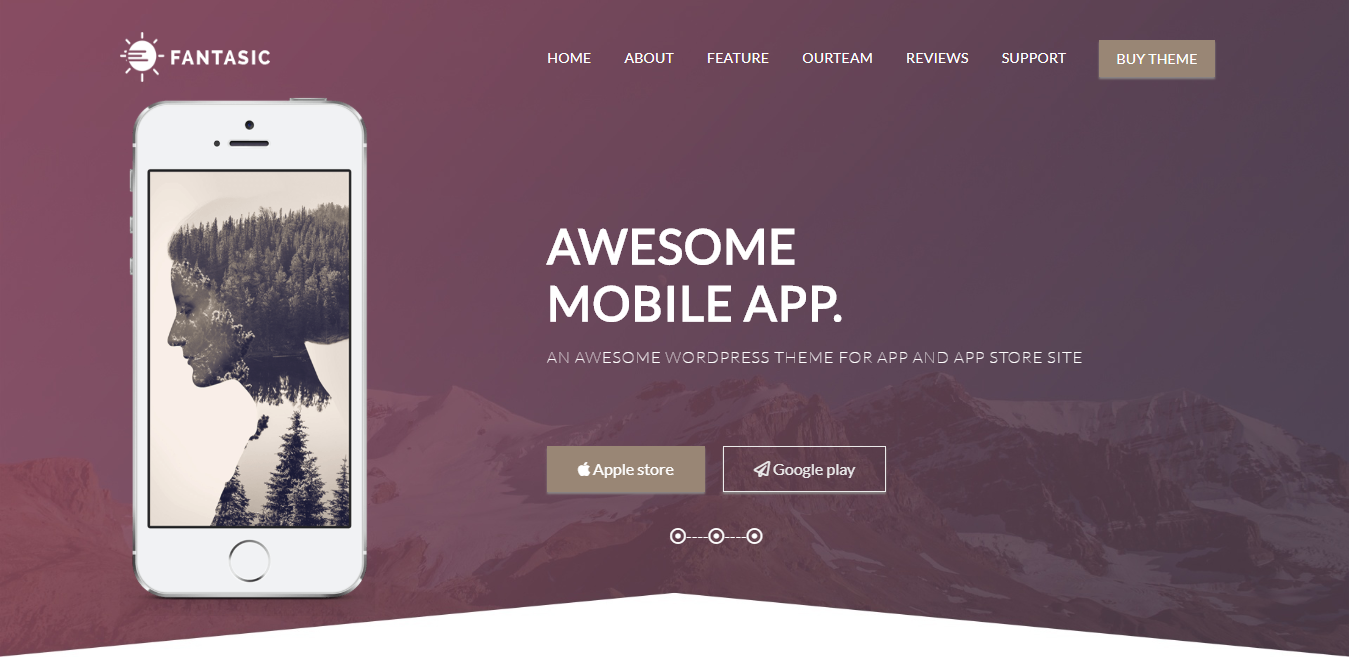 FANTASIC
HOME ABOUT FEATURE OURTEAM REVIEWS SUPPORT BUY THEME
AWESOME
MOBILE APP.
AN AWESOME WORDPRESS THEME FOR APP AND APP STORE SITE
Apple store Google play